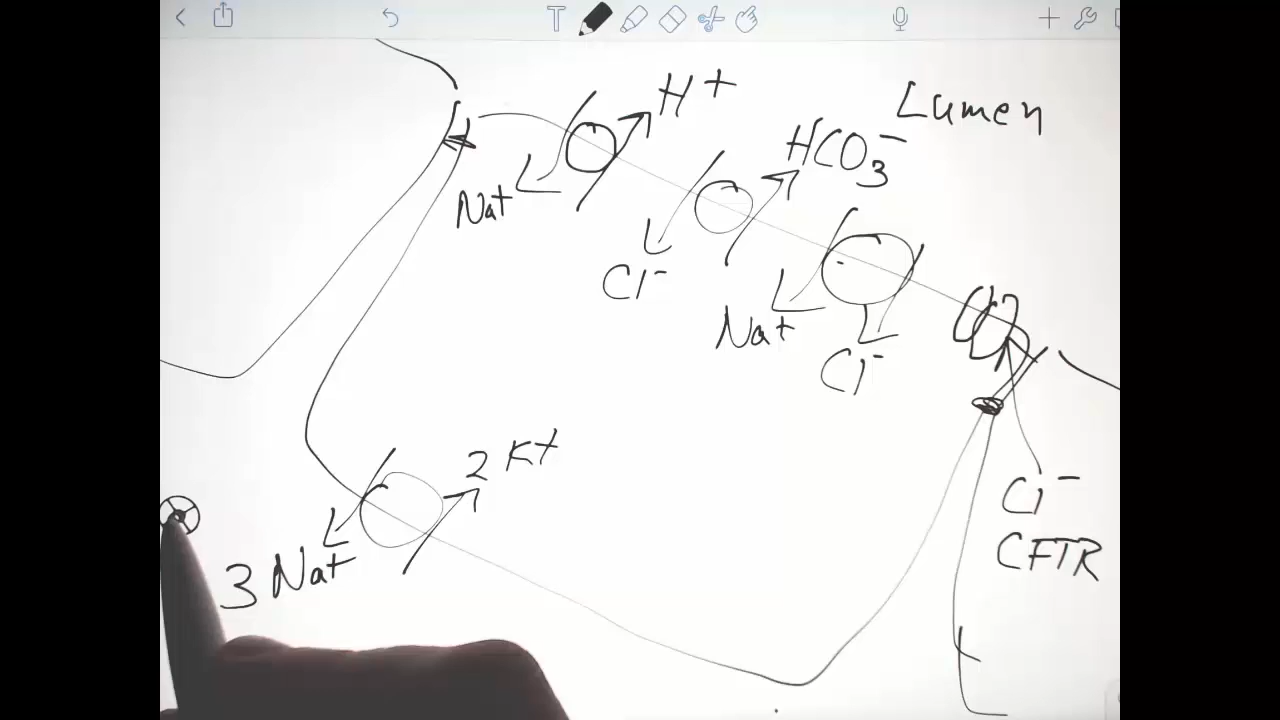 H+
Lumen
HCO3-
Na+
Cl-
Na+
Cl-
2 K+
Cl-
CFTR
3 Na+